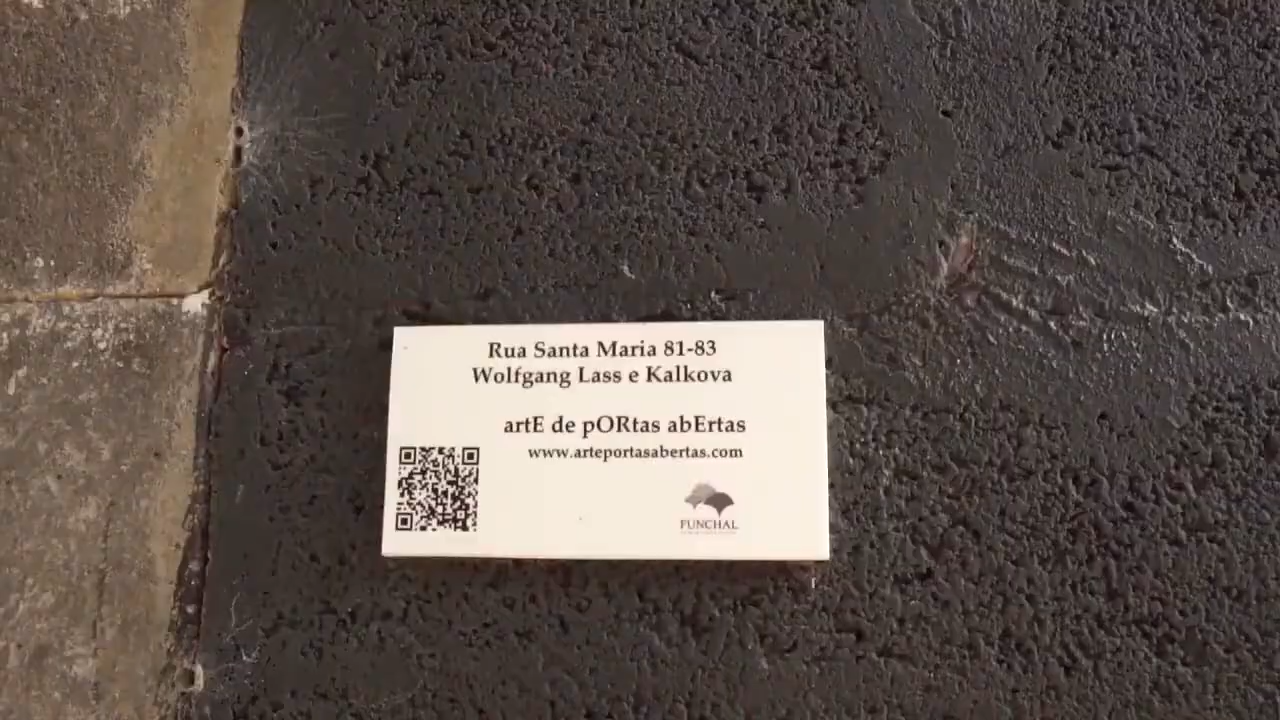 Rua Santa Maria 81-83
Wolfgang Lass e Kalkova
artE de pORtas abErtas
www.arteportasabertas.com
FUNCHAL